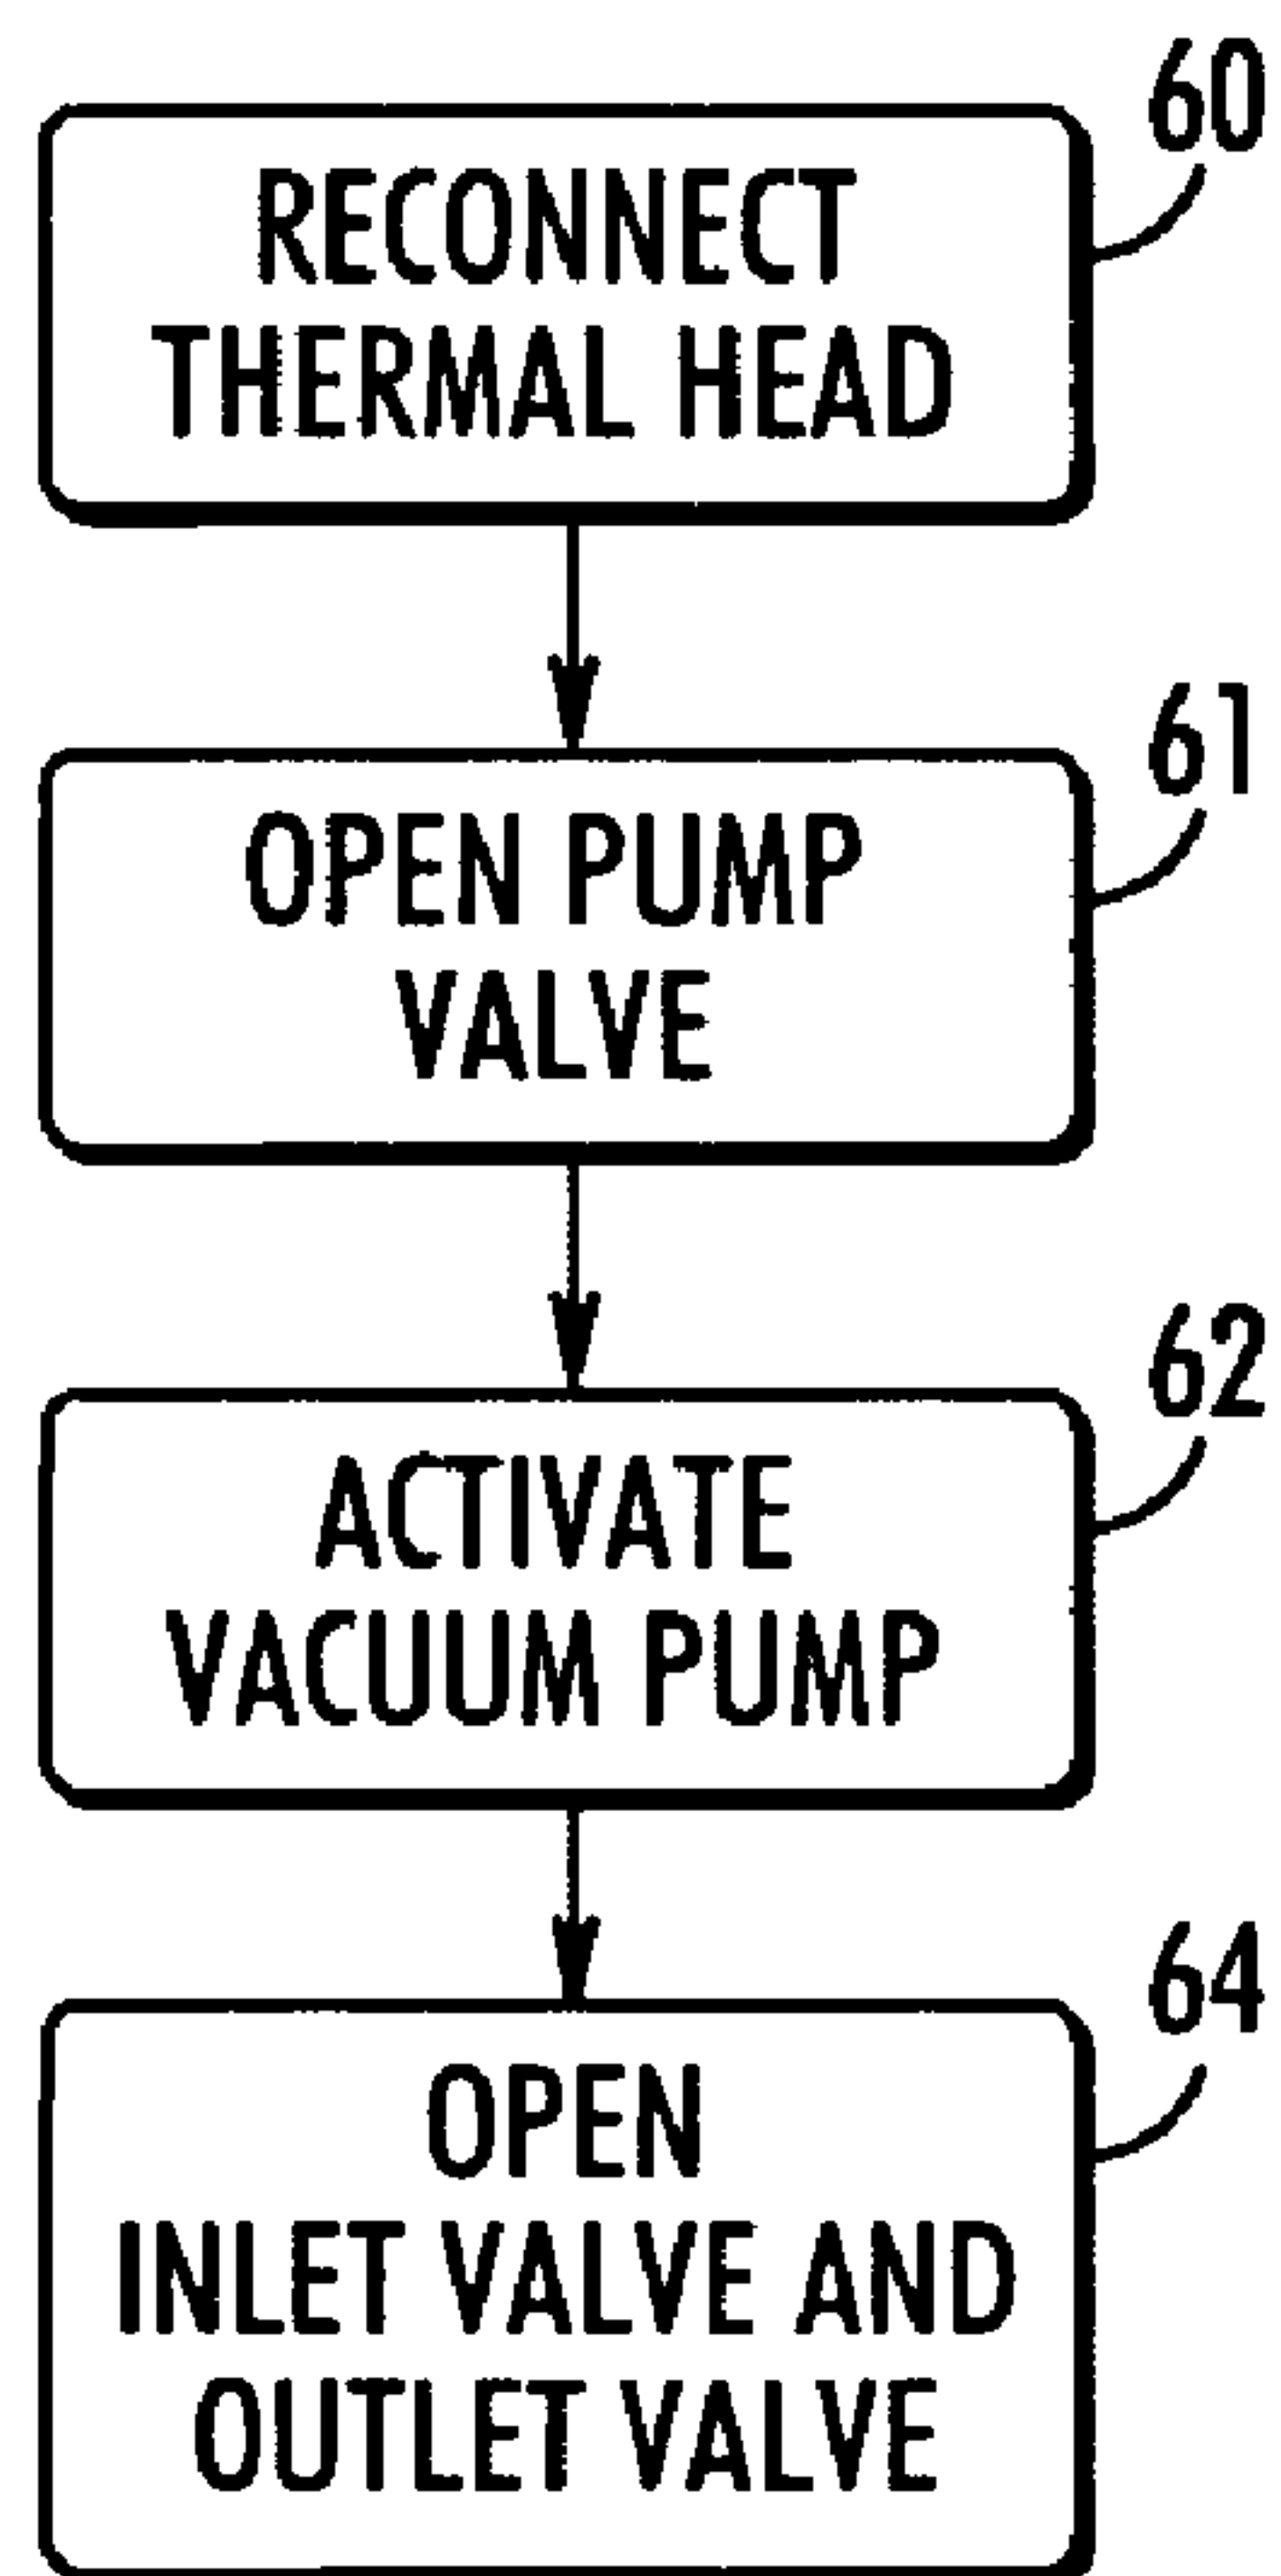 60
RECONNECT
THERMAL HEAD
61
OPEN PUMP
VALVE
62
ACTIVATE
VACUUM PUMP
64
OPEN
INLET VALVE AND
OUTLET VALVE